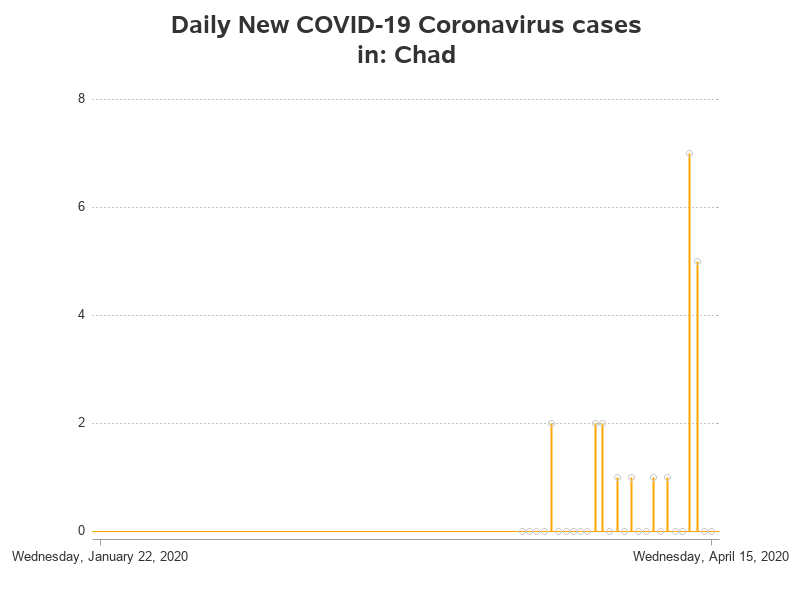 Daily New COVID-19 Coronavirus cases
in: Chad
8
6
4
2
0
Wednesday, January 22, 2020
Wednesday, April 15, 2020